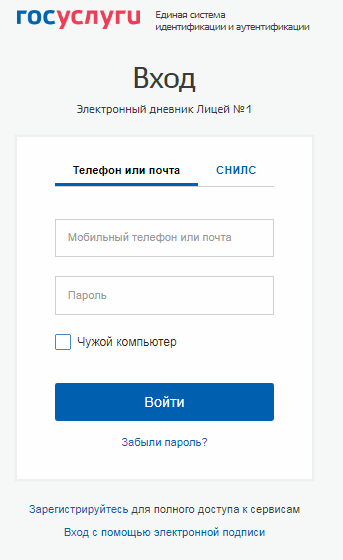 госуслуги
Единая система
идентификации и аутентификации
Вход
Электронный дневник Лицей №1
Телефон или почта
СНИЛС
Мобильный телефон или почта
Пароль
Чужой компьютер
Войти
Забыли пароль?
Зарегистрируйтесь для полного доступа к сервисам
Вход с помощью электронной подписи